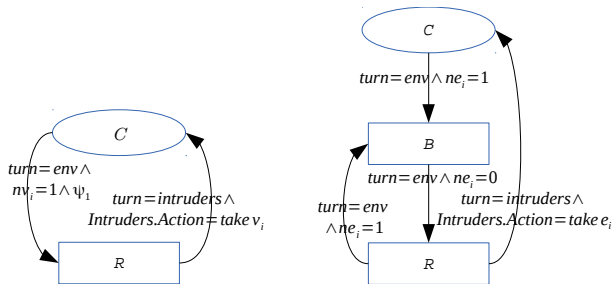 C
turn=env∧
nv_i=1∧ψ_1
turn=intruders∧
Intruders.Action=take v_i
R
C
turn=env∧ne_i=1
B
turn=env∧ne_i=0
turn=env
∧ne_i=1
turn=intruders∧
Intruders.Action=take e_i
R